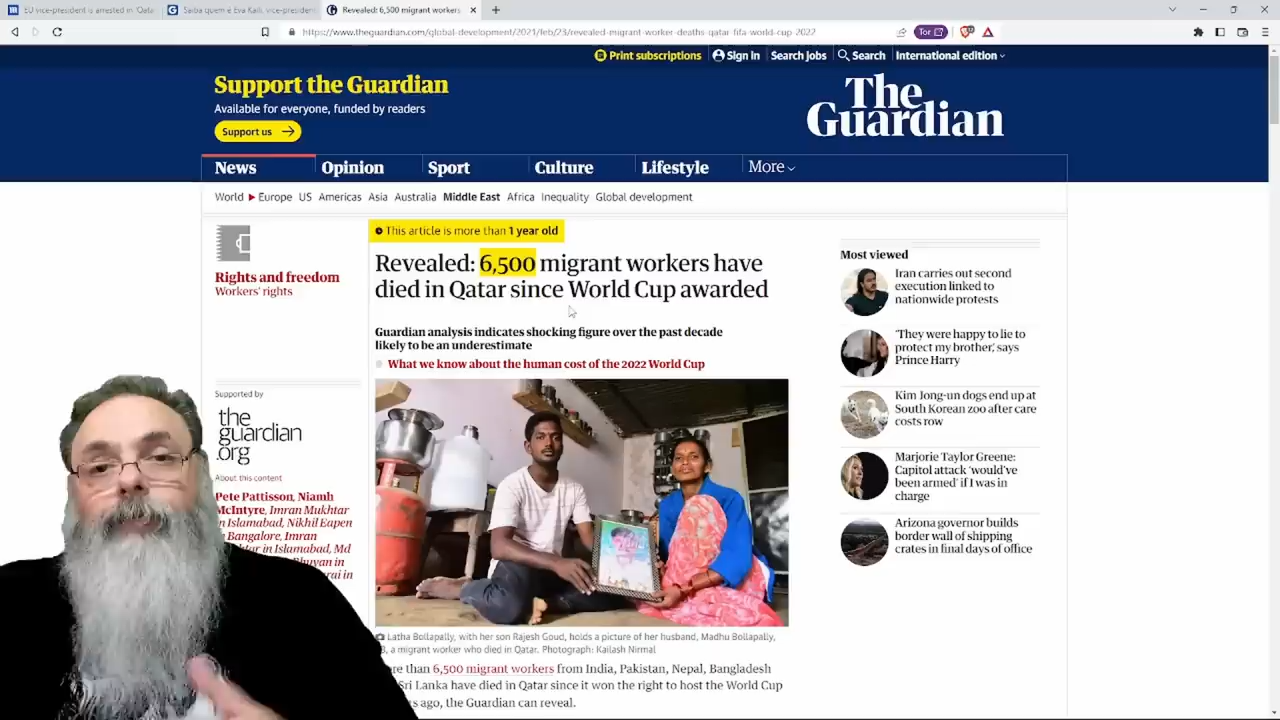 EU vice-president is arrested in 'Qatar
Saiba quem é Eva Kaili, vice-president
Revealed: 6,500 migrant workers
https://www.theguardian.com/global-development/2021/feb/23/revealed-migrant-worker-deaths-qatar-fifa-world-cup-2022
Tor
Print subscriptions
Sign in
Search jobs
Search
International edition
Support the Guardian
Available for everyone, funded by readers
Support us
The
Guardian
News
Opinion
Sport
Culture
Lifestyle
More
World
Europe
US
Americas
Asia
Australia
Middle East
Africa
Inequality
Global development
This article is more than 1 year old
Rights and freedom
Workers' rights
Revealed: 6,500 migrant workers have
died in Qatar since World Cup awarded
Guardian analysis indicates shocking figure over the past decade
likely to be an underestimate
What we know about the human cost of the 2022 World Cup
Supported by
the
guardian
.org
About this content
Pete Pattisson, Niamh
McIntyre, Imran Mukhtar
in Islamabad, Nikhil Eapen
Bangalore, Imran
in Islamabad, Md
Bhuyan in
in
Latha Bollapally, with her son Rajesh Goud, holds a picture of her husband, Madhu Bollapally,
a migrant worker who died in Qatar. Photograph: Kailash Nirmal
6,500 migrant workers from India, Pakistan, Nepal, Bangladesh
Sri Lanka have died in Qatar since it won the right to host the World Cup
ago, the Guardian can reveal.
Most viewed
Iran carries out second
execution linked to
nationwide protests
'They were happy to lie to
protect my brother', says
Prince Harry
Kim Jong-un dogs end up at
South Korean zoo after care
costs row
Marjorie Taylor Greene:
Capitol attack 'would've
been armed' if I was in
charge
Arizona governor builds
border wall of shipping
crates in final days of office